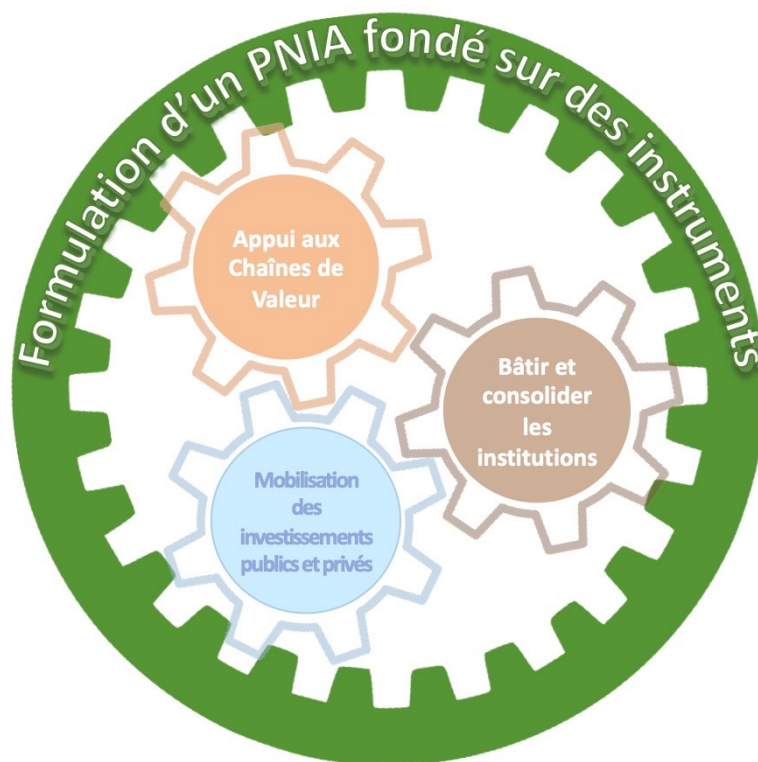 Formulation d’un PNIA fondé sur des instruments
Appui aux
Chaînes de
Valeur
Bâtir et
consolider
les
institutions
Mobilisation
des
investissements
publics et privés